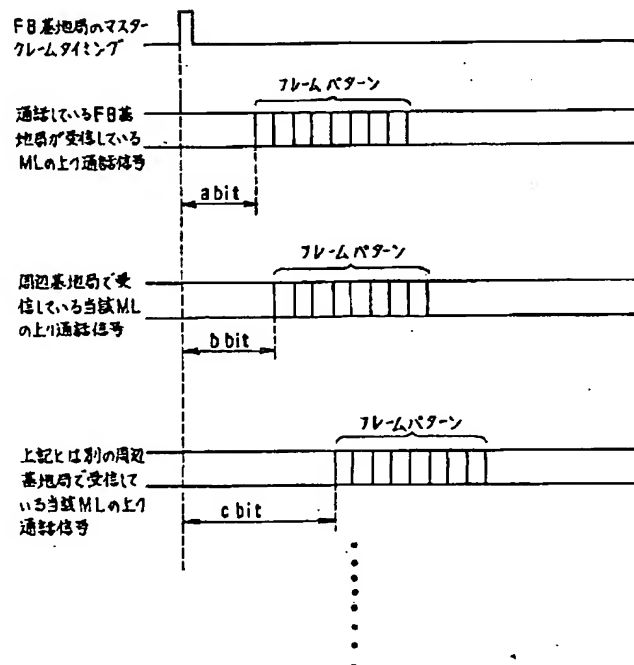 FB基地局のマスター
クレームタイミング
フレームパターン
通話しているFB基
地局が受信している
MLの上り通話信号
abit
フレームパターン
周辺基地局で受
信している当該ML
の上り通話信号
bbit
フレームパターン
上記とは別の周辺
基地局で受信して
いる当該MLの上り
通話信号
cbit